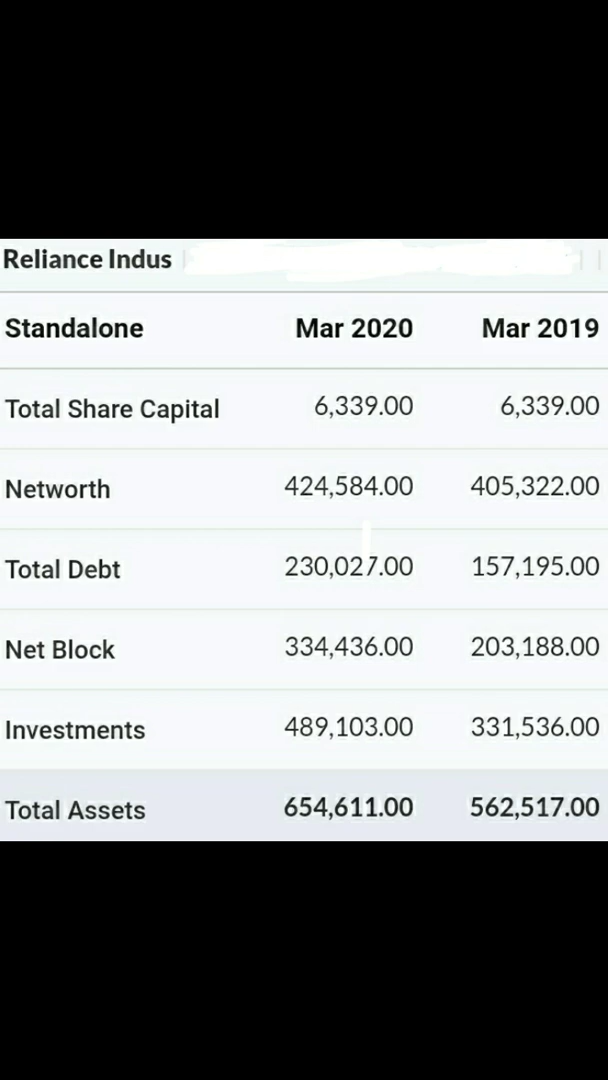 Reliance Indus
Standalone Mar 2020 Mar 2019
Total Share Capital 6,339.00 6,339.00
Networth 424,584.00 405,322.00
Total Debt 230,027.00 157,195.00
Net Block 334,436.00 203,188.00
Investments 489,103.00 331,536.00
Total Assets 654,611.00 562,517.00